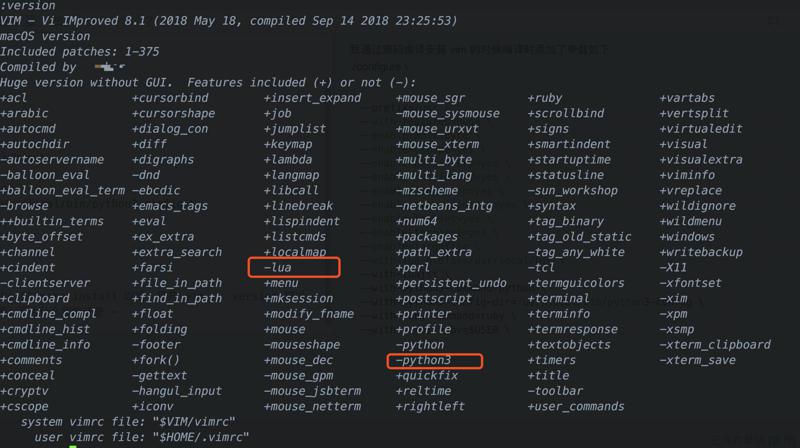 :version
VIM - Vi IMproved 8.1 (2018 May 18, compiled Sep 14 2018 23:25:53)
macOS version
Included patches: 1-375
Compiled by
Huge version without GUI.  Features included (+) or not (-):
+acl +cursorbind +insert_expand +mouse_sgr +ruby +vartabs
+arabic +cursorshape +job +mouse_sysmouse +scrollbind +vertsplit
+autocmd +dialog_con +jumplist +mouse_urxvt +signs +virtualedit
+autochdir +diff +keymap +mouse_xterm +smartindent +visual
-autoservername +digraphs +lambda +multi_byte +startuptime +visualextra
-balloon_eval -dnd +langmap +multi_lang +statusline +viminfo
+balloon_eval_term -ebcdic +libcall -mzscheme -sun_workshop +vreplace
-browse +emacs_tags +linebreak +netbeans_intg +syntax +wildignore
++builtin_terms +eval +lispindent +num64 +tag_binary +wildmenu
+byte_offset +ex_extra +listcmds +packages +tag_old_static +windows
+channel +extra_search +localmap +path_extra -tag_any_white +writebackup
+cindent +farsi -lua +perl -tcl -X11
-clientserver +file_in_path +menu +persistent_undo +termguicolors -xfontset
+clipboard +find_in_path +mksession +postscript +terminal -xim
+cmdline_compl +float +modify_fname +printer +terminfo -xpm
+cmdline_hist +folding +mouse +profile +termresponse -xsmp
+cmdline_info -footer -mouseshape -python +textobjects -xterm_clipboard
+comments +fork() +mouse_dec -python3 +timers -xterm_save
+conceal -gettext -mouse_gpm +quickfix +title
+cryptv -hangul_input -mouse_jsbterm +reltime -toolbar
+cscope +iconv +mouse_netterm +rightleft +user_commands
system vimrc file: "$VIM/vimrc"
user vimrc file: "$HOME/.vimrc"